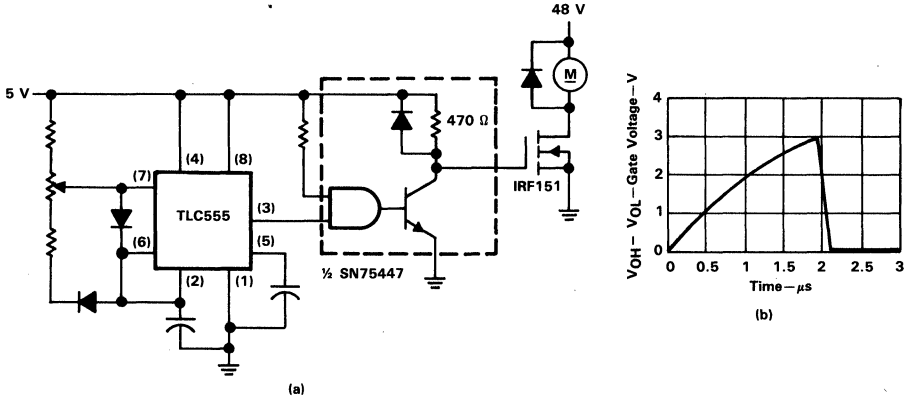 48 V
M
5 V
470 Ω
(4)
(8)
(7)
IRF151
TLC555
(3)
(6)
(5)
(2)
(1)
½ SN75447
(a)
VOH– VOL–Gate Voltage–V
4
3
2
1
0
0 0.5 1 1.5 2 2.5 3
Time–μs
(b)